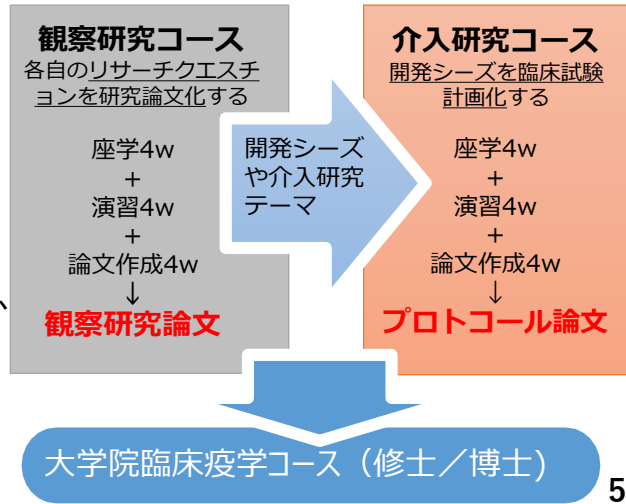 観察研究コース
各自のリサーチクエスチ
ョンを研究論文化する
座学4w
+
演習4w
+
論文作成4w
↓
観察研究論文
開発シーズ
や介入研究
テーマ
介入研究コース
開発シーズを臨床試験
計画化する
座学4w
+
演習4w
+
論文作成4w
↓
プロトコール論文
、
大学院臨床疫学コース（修士／博士)
5